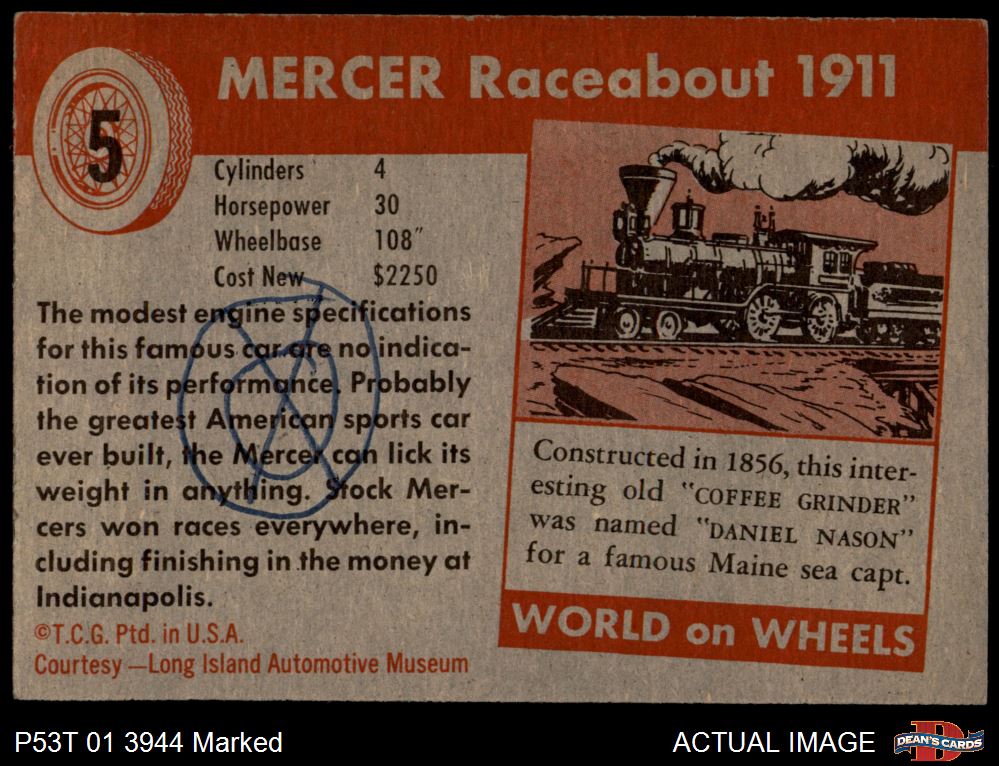 5
MERCER Raceabout 1911
Cylinders 4
Horsepower 30
Wheelbase 108"
Cost New $2250
The modest engine specifications
for this famous car are no indica-
tion of its performance. Probably
the greatest American sports car
ever built, the Mercer can lick its
weight in anything. Stock Mer-
cers won races everywhere, in-
cluding finishing in the money at
Indianapolis.
©T.C.G. Ptd. in U.S.A.
Courtesy—Long Island Automotive Museum
Constructed in 1856, this inter-
esting old "COFFEE GRINDER"
was named "DANIEL NASON"
for a famous Maine sea capt.
WORLD on WHEELS
P53T 01 3944 Marked
ACTUAL IMAGE
DEAN'S CARDS